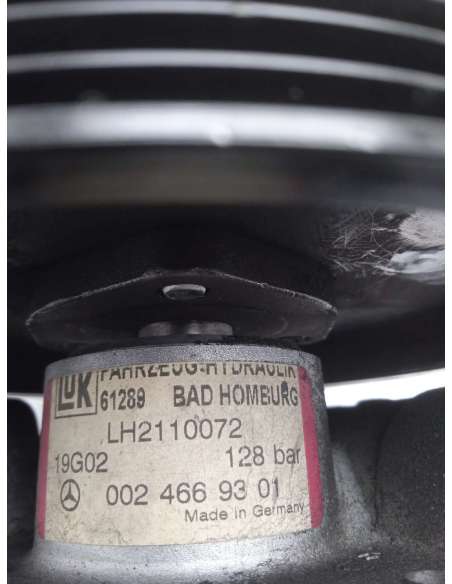 LuK FAHRZEUG-HYDRAULIK
61289 BAD HOMBURG
LH2110072
19G02 128 bar
002 466 93 01
Made in Germany